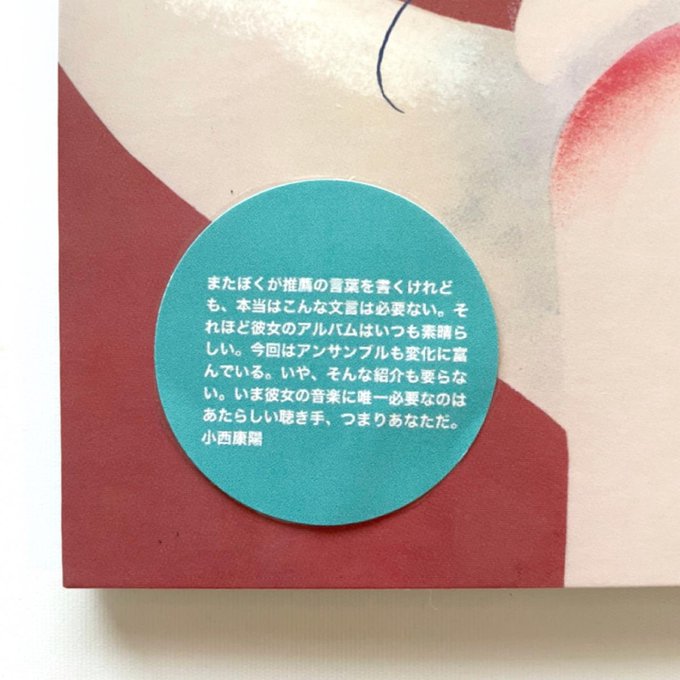 またぼくが推薦の言葉を書くけれど
も、本当はこんな文言は必要ない。そ
れほど彼女のアルバムはいつも素晴ら
しい。今回はアンサンブルも変化に富
んでいる。いや、そんな紹介も要らな
い。いま彼女の音楽に唯一必要なのは
あたらしい聴き手、つまりあなただ。
小西康陽